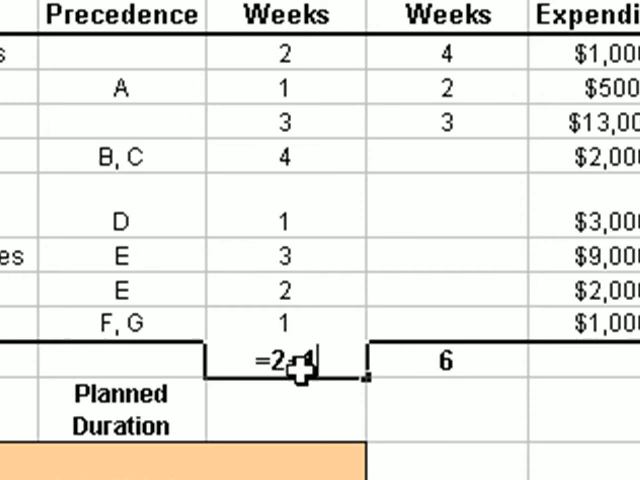 Precedence Weeks Weeks Expendi
s 2 4 $1,00
A 1 2 $500
3 3 $13,00
B, C 4 $2,00
D 1 $3,00
es E 3 $9,00
E 2 $2,00
F, G 1 $1,00
6
Planned
Duration